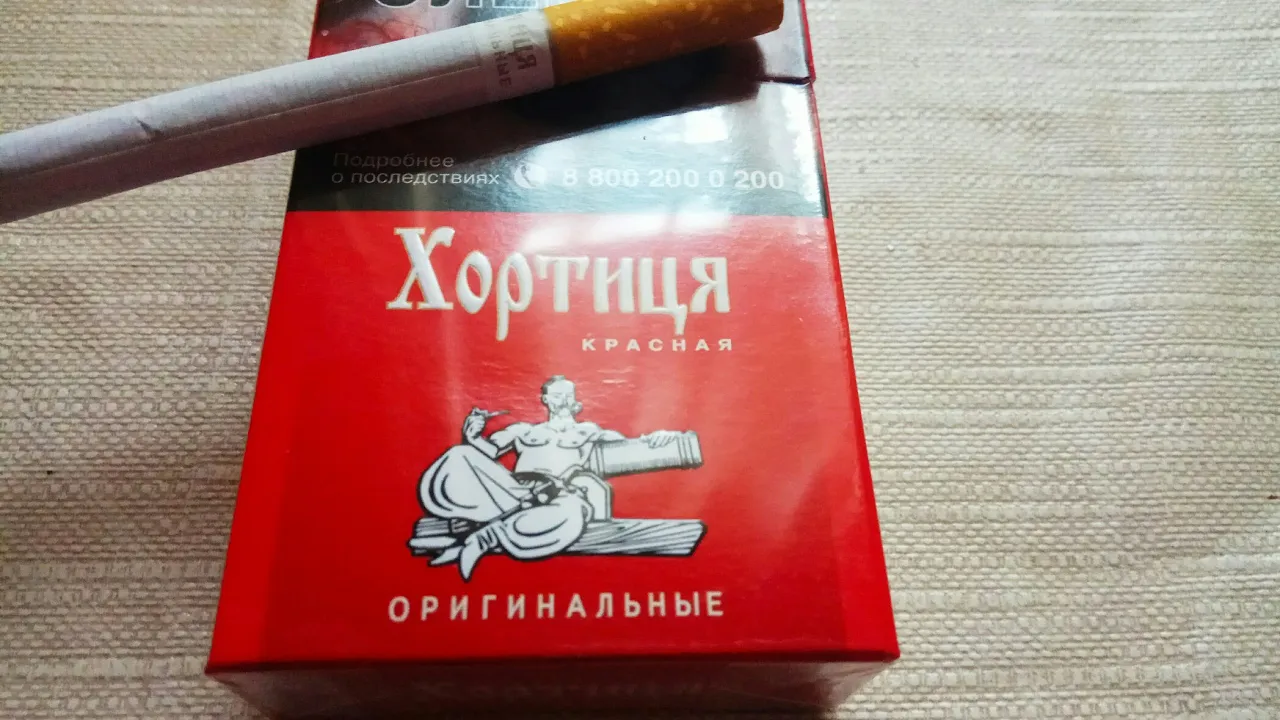 Подробнее
о последствиях 8 800 200 0 200
Хортиця
КРАСНАЯ
ОРИГИНАЛЬНЫЕ